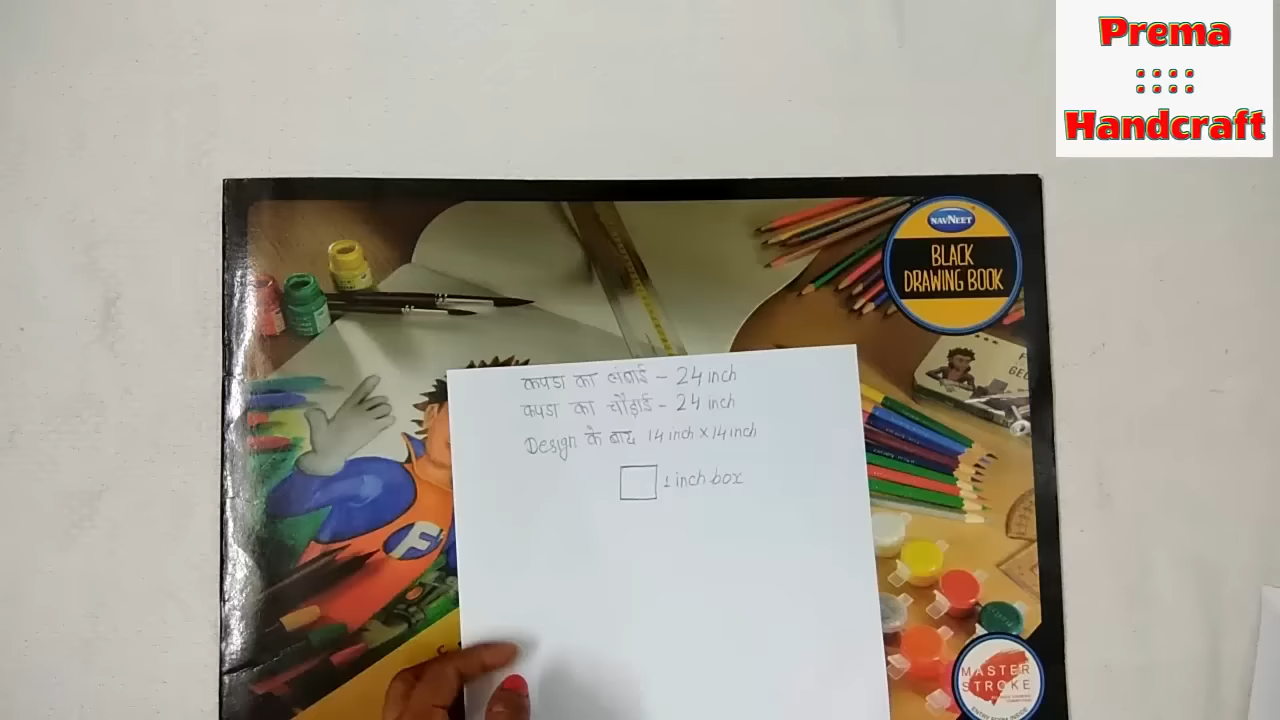 Prema
Handcraft
NAVNEET
BLACK
DRAWING BOOK
कपडा का लंबाई - 24 inch
कपडा का चौड़ाई - 24 inch
Design के बाद 14 inch × 14 inch
1 inch box
F
MASTER
STROKE